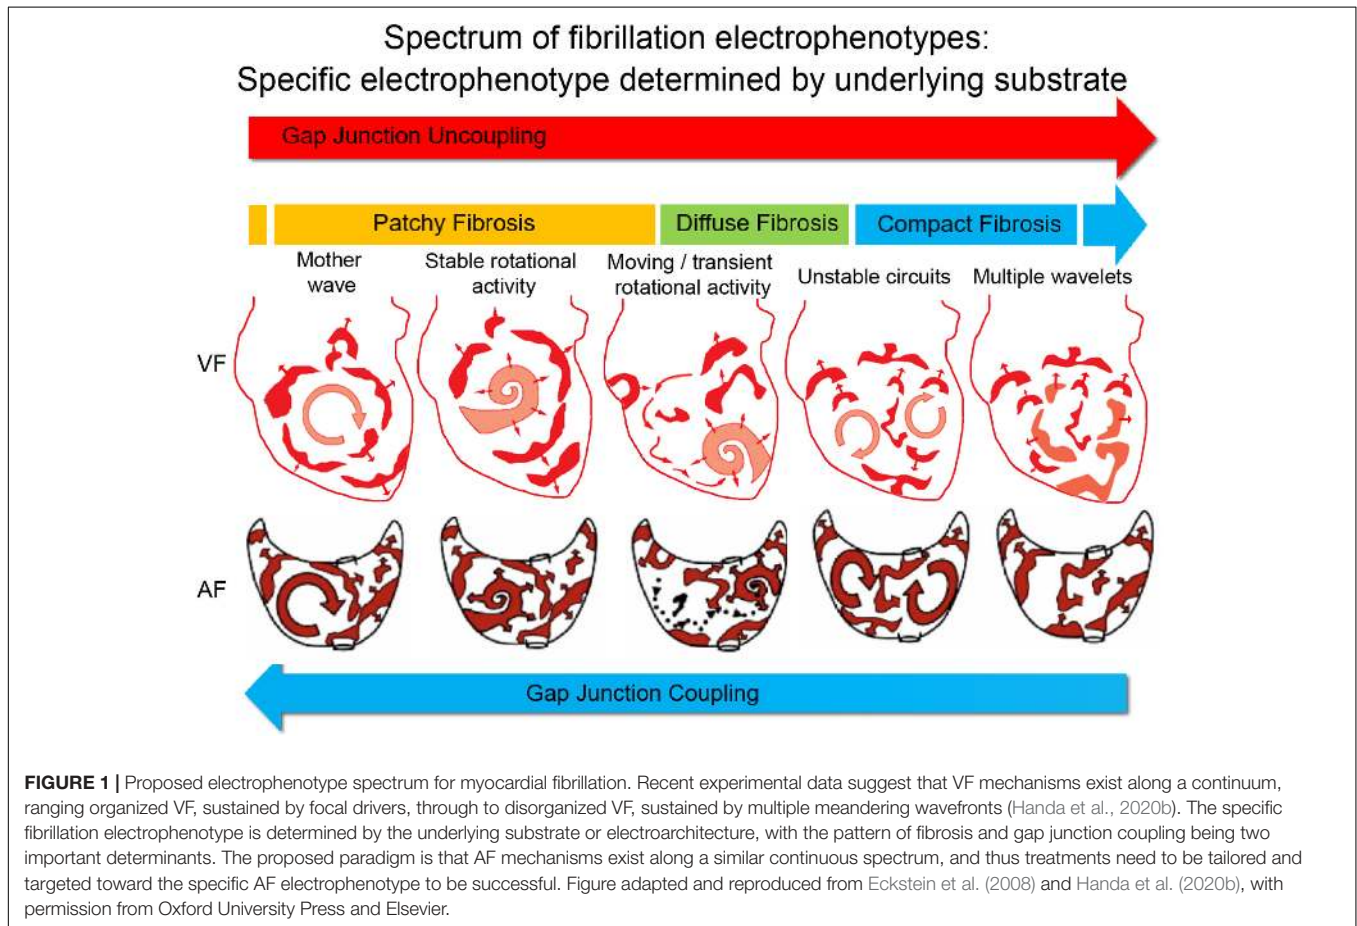 Spectrum of fibrillation electrophenotypes:
Specific electrophenotype determined by underlying substrate
Gap Junction Uncoupling
Patchy Fibrosis
Diffuse Fibrosis
Compact Fibrosis
Mother
wave
Stable rotational
activity
Moving / transient
rotational activity
Unstable circuits
Multiple wavelets
VF
AF
Gap Junction Coupling
FIGURE 1 | Proposed electrophenotype spectrum for myocardial fibrillation. Recent experimental data suggest that VF mechanisms exist along a continuum,
ranging organized VF, sustained by focal drivers, through to disorganized VF, sustained by multiple meandering wavefronts (Handa et al., 2020b). The specific
fibrillation electrophenotype is determined by the underlying substrate or electroarchitecture, with the pattern of fibrosis and gap junction coupling being two
important determinants. The proposed paradigm is that AF mechanisms exist along a similar continuous spectrum, and thus treatments need to be tailored and
targeted toward the specific AF electrophenotype to be successful. Figure adapted and reproduced from Eckstein et al. (2008) and Handa et al. (2020b), with
permission from Oxford University Press and Elsevier.